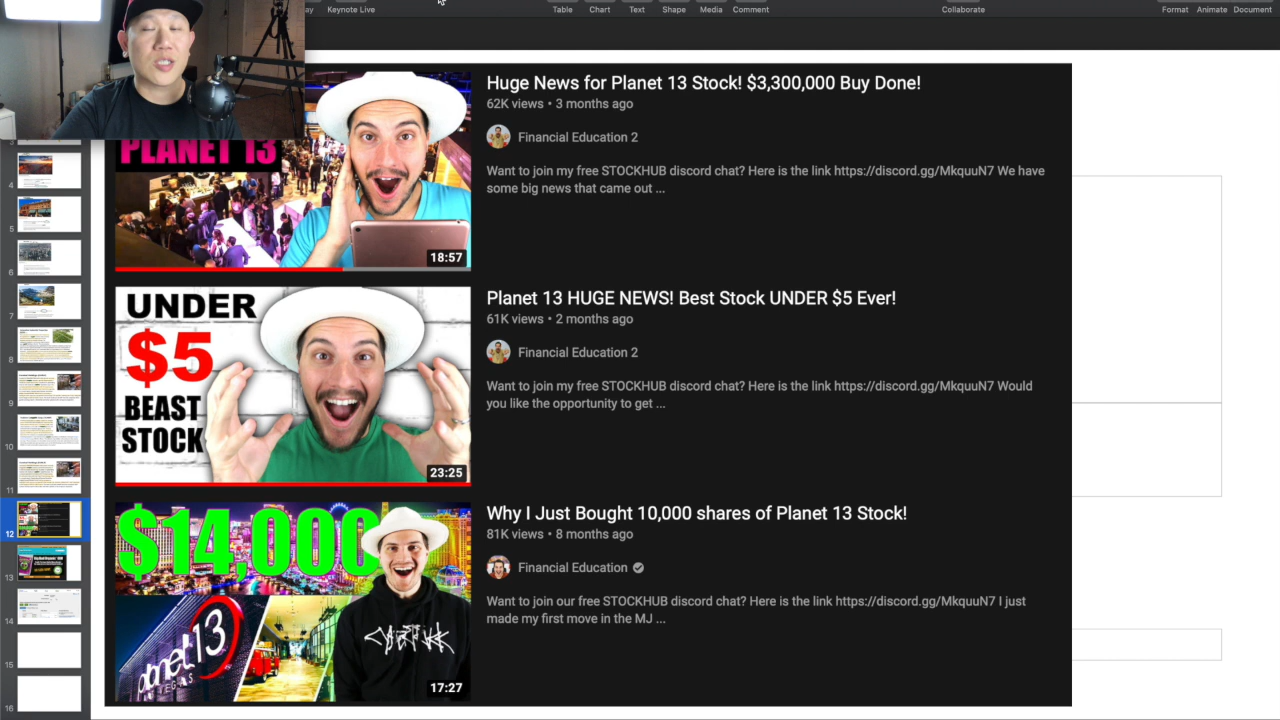 Keynote Live
Table
Chart
Text
Shape
Media
Comment
Collaborate
Format
Animate
Document
PLANET 13
18:57
Huge News for Planet 13 Stock! $3,300,000 Buy Done!
62K views • 3 months ago
Financial Education 2
Want to join my free STOCKHUB discord chat? Here is the link https://discord.gg/MkquuN7 We have
some big news that came out ...
UNDER
$5
BEAST
STOCK
23:25
Planet 13 HUGE NEWS! Best Stock UNDER $5 Ever!
61K views • 2 months ago
Financial Education 2
Want to join my free STOCKHUB discord chat? Here is the link https://discord.gg/MkquuN7 Would
you like the opportunity to get ...
$14,000
planet 13
LAS VEGAS
17:27
Why I Just Bought 10,000 shares of Planet 13 Stock!
81K views • 8 months ago
Financial Education
Want to join our free STOCKHUB discord chat? Here is the link https://discord.gg/MkquuN7 I just
made my first move in the MJ ...
4
5
6
7
8
9
10
11
12
13
14
15
16